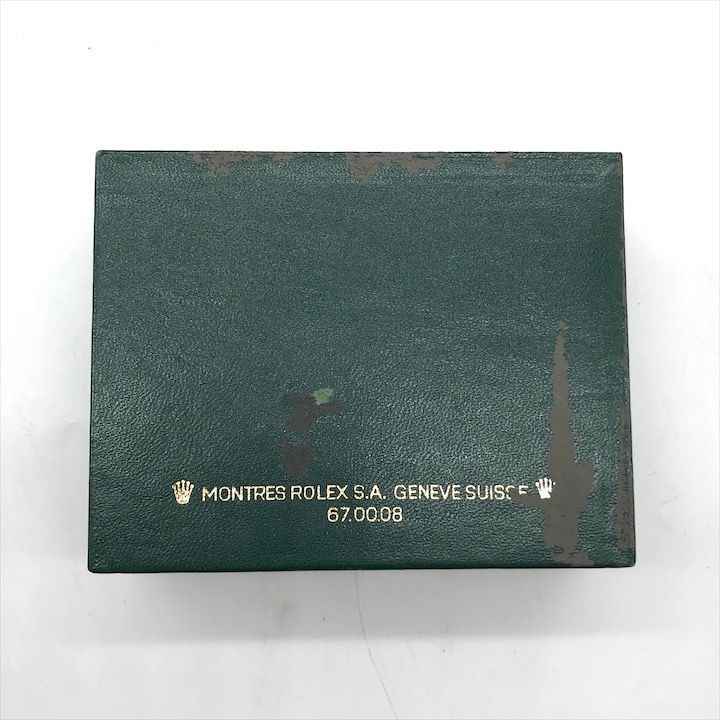 MONTRES ROLEX S.A. GENEVE SUISSE
67.00.08